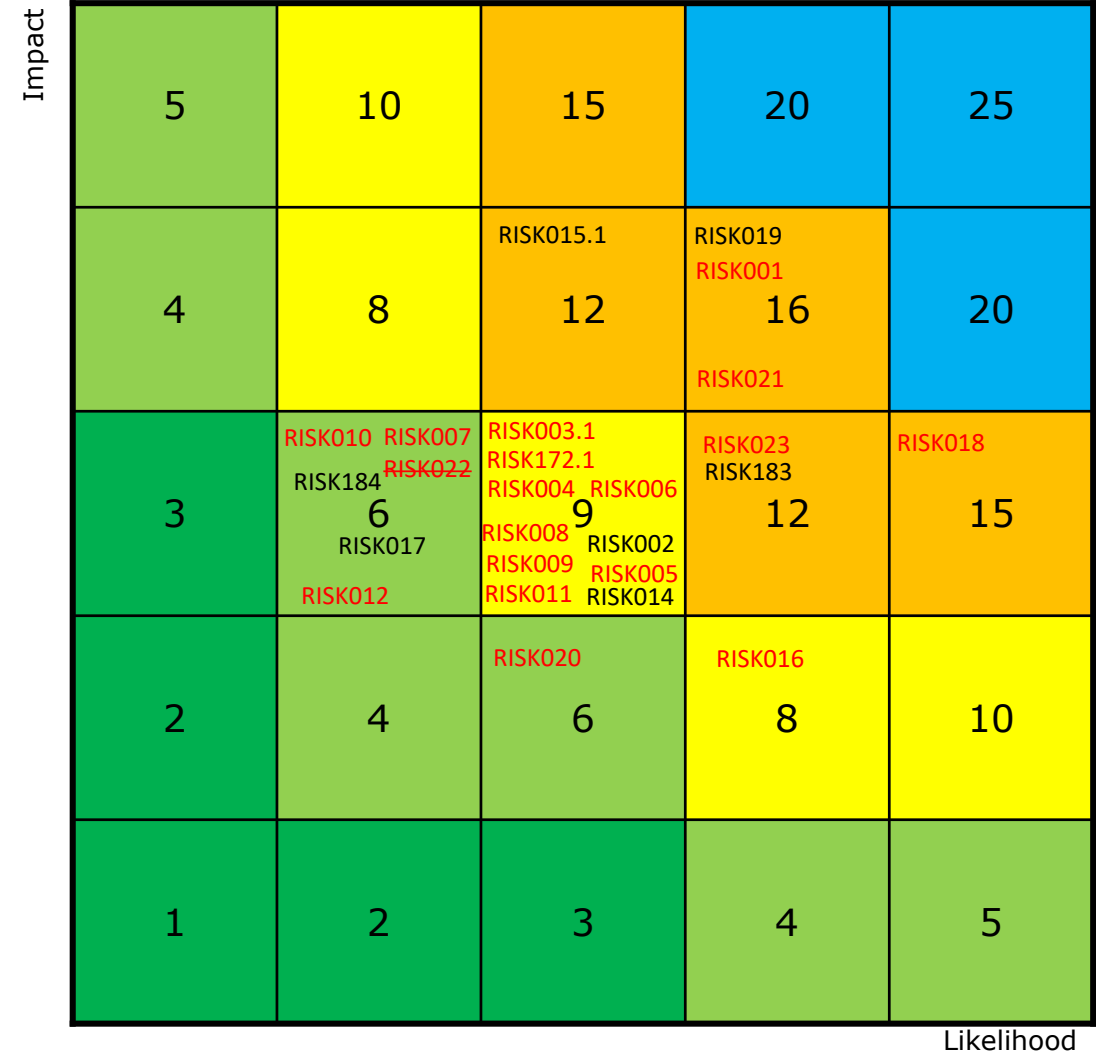 Impact
5
10
15
20
25
RISK015.1
RISK019
RISK001
4
8
12
16
20
RISK021
RISK010 RISK007
RISK022
RISK184
6
RISK017
RISK012
RISK003.1
RISK172.1
RISK004 RISK006
9
RISK008
RISK002
RISK009
RISK005
RISK011
RISK014
RISK023
RISK183
12
RISK018
15
3
RISK020
RISK016
2
4
6
8
10
1
2
3
4
5
Likelihood